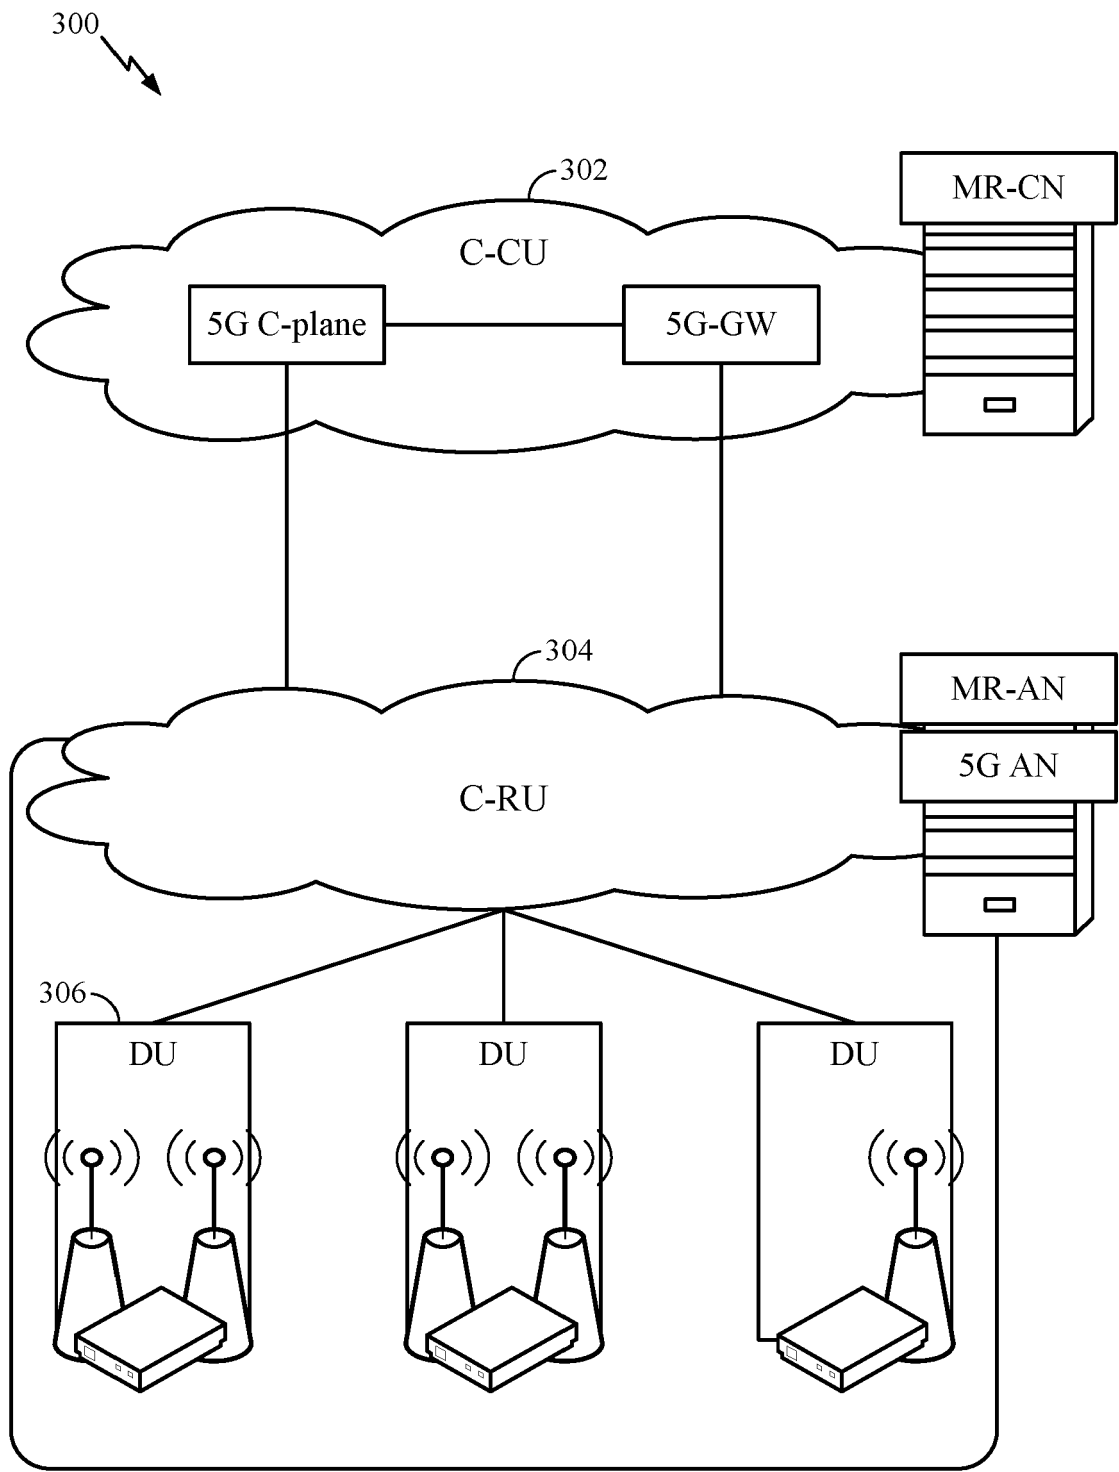 300
302
MR-CN
C-CU
5G C-plane
5G-GW
304
MR-AN
5G AN
C-RU
306
DU
DU
DU